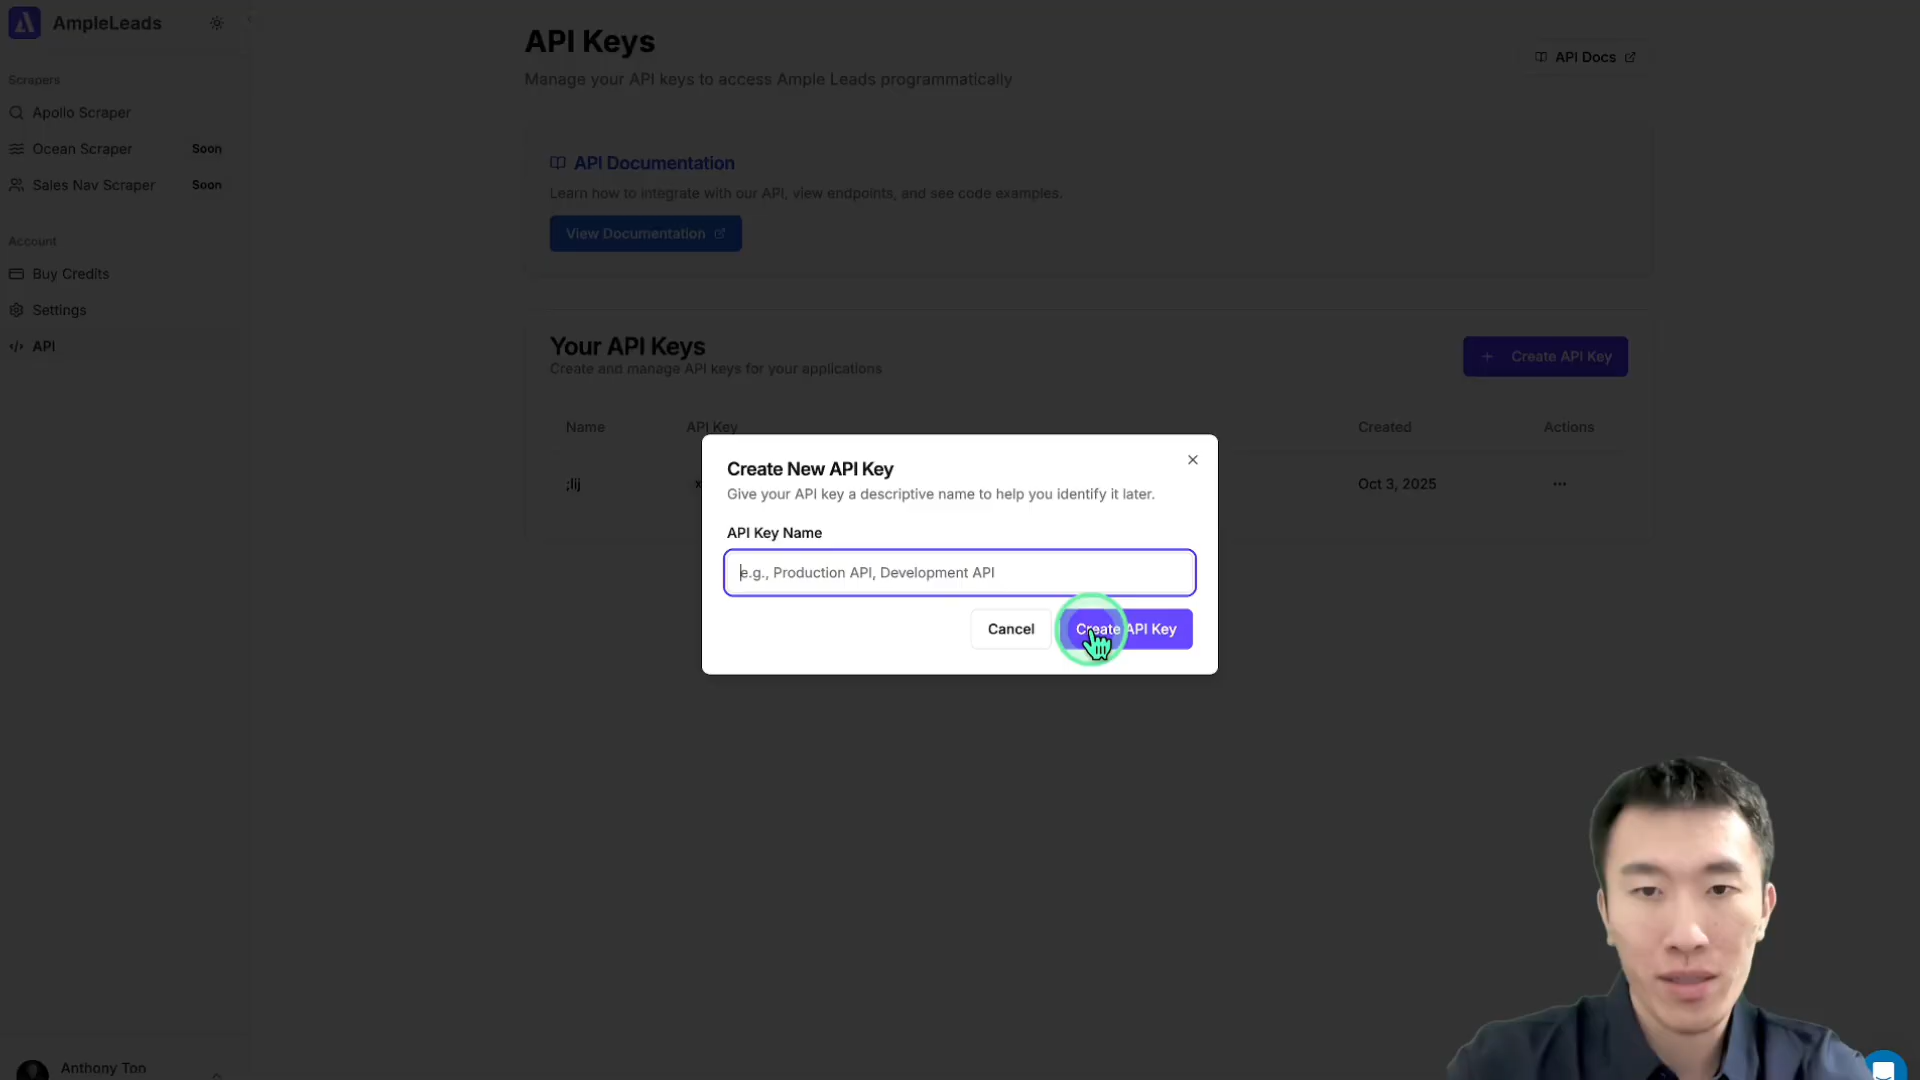 AmpleLeads
Scrapers
Apollo Scraper
Ocean Scraper Soon
Sales Nav Scraper Soon
Account
Buy Credits
Settings
API
Anthony Ton
API Keys
Manage your API keys to access Ample Leads programmatically
API Docs
API Documentation
Learn how to integrate with our API, view endpoints, and see code examples.
View Documentation
Your API Keys
Create and manage API keys for your applications
+ Create API Key
Name API Key Created Actions
;lij x Oct 3, 2025 ...
Create New API Key
Give your API key a descriptive name to help you identify it later.
API Key Name
e.g., Production API, Development API
Cancel Create API Key